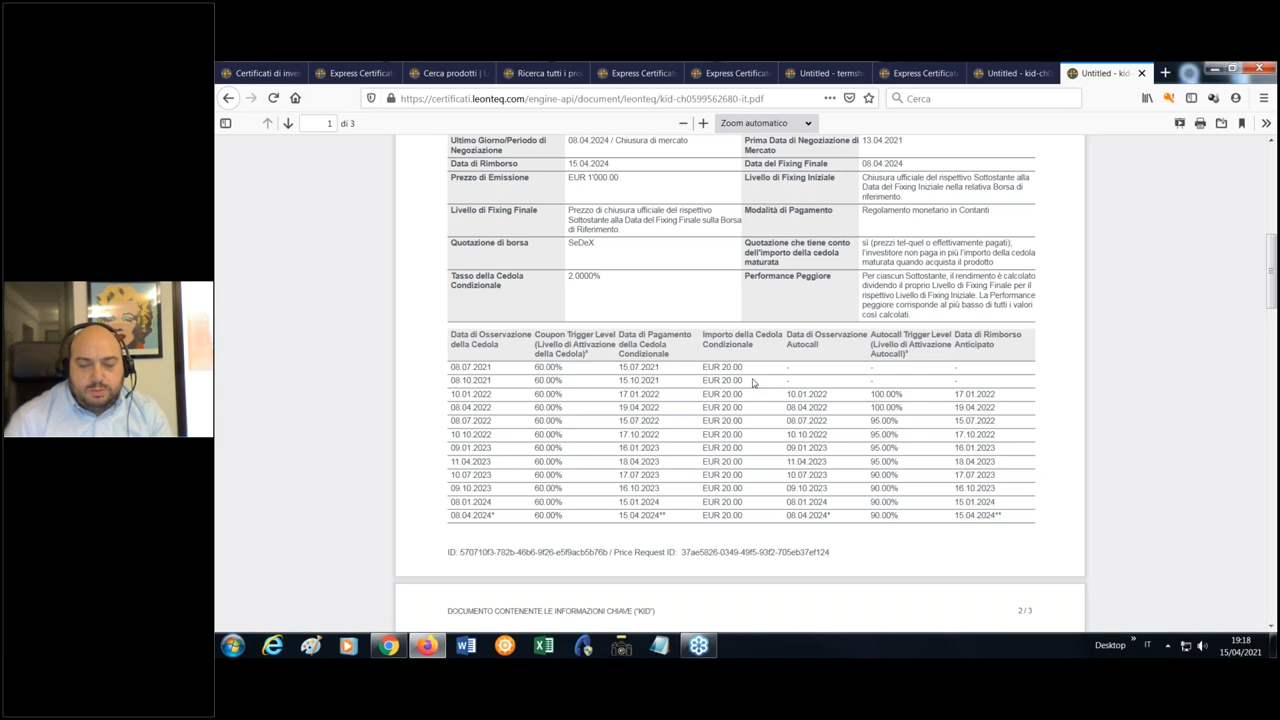 Certificati di inve
Express Certificat
Cerca prodotti | L
Ricerca tutti i pro
Express Certificat
Express Certificat
Untitled - termshe
Express Certificat
Untitled - kid-ch0
Untitled - kid-
https://certificati.leonteq.com/engine-api/document/leonteq/kid-ch0599562680-it.pdf
Cerca
1 di 3
Zoom automatico
Ultimo Giorno/Periodo di Negoziazione
08.04.2024 / Chiusura di mercato
Prima Data di Negoziazione di Mercato
13.04.2021
Data di Rimborso
15.04.2024
Data del Fixing Finale
08.04.2024
Prezzo di Emissione
EUR 1'000.00
Livello di Fixing Iniziale
Chiusura ufficiale del rispettivo Sottostante alla
Data del Fixing Iniziale nella relativa Borsa di
riferimento.
Livello di Fixing Finale
Prezzo di chiusura ufficiale del rispettivo
Sottostante alla Data del Fixing Finale sulla Borsa
di Riferimento.
Modalità di Pagamento
Regolamento monetario in Contanti
Quotazione di borsa
SeDeX
Quotazione che tiene conto
dell'importo della cedola
maturata
sì (prezzi tel-quel o effettivamente pagati);
l'investitore non paga in più l'importo della cedola
maturata quando acquista il prodotto
Tasso della Cedola
Condizionale
2.0000%
Performance Peggiore
Per ciascun Sottostante, il rendimento è calcolato
dividendo il proprio Livello di Fixing Finale per il
rispettivo Livello di Fixing Iniziale. La Performance
peggiore corrisponde al più basso di tutti i valori
così calcolati.
Data di Osservazione Coupon Trigger Level Data di Pagamento Importo della Cedola Data di Osservazione Autocall Trigger Level Data di Rimborso
della Cedola (Livello di Attivazione della Cedola Condizionale Autocall (Livello di Attivazione Anticipato
della Cedola)* Condizionale Autocall)*
08.07.2021 60.00% 15.07.2021 EUR 20.00 - - -
08.10.2021 60.00% 15.10.2021 EUR 20.00 - - -
10.01.2022 60.00% 17.01.2022 EUR 20.00 10.01.2022 100.00% 17.01.2022
08.04.2022 60.00% 19.04.2022 EUR 20.00 08.04.2022 100.00% 19.04.2022
08.07.2022 60.00% 15.07.2022 EUR 20.00 08.07.2022 95.00% 15.07.2022
10.10.2022 60.00% 17.10.2022 EUR 20.00 10.10.2022 95.00% 17.10.2022
09.01.2023 60.00% 16.01.2023 EUR 20.00 09.01.2023 95.00% 16.01.2023
11.04.2023 60.00% 18.04.2023 EUR 20.00 11.04.2023 95.00% 18.04.2023
10.07.2023 60.00% 17.07.2023 EUR 20.00 10.07.2023 90.00% 17.07.2023
09.10.2023 60.00% 16.10.2023 EUR 20.00 09.10.2023 90.00% 16.10.2023
08.01.2024 60.00% 15.01.2024 EUR 20.00 08.01.2024 90.00% 15.01.2024
08.04.2024* 60.00% 15.04.2024** EUR 20.00 08.04.2024* 90.00% 15.04.2024**
ID: 570710f3-782b-46b6-9f26-e5f9acb5b76b / Price Request ID: 37ae5826-0349-49f5-93f2-705eb37ef124
DOCUMENTO CONTENENTE LE INFORMAZIONI CHIAVE ("KID")
2 / 3
Desktop
IT
19:18
15/04/2021